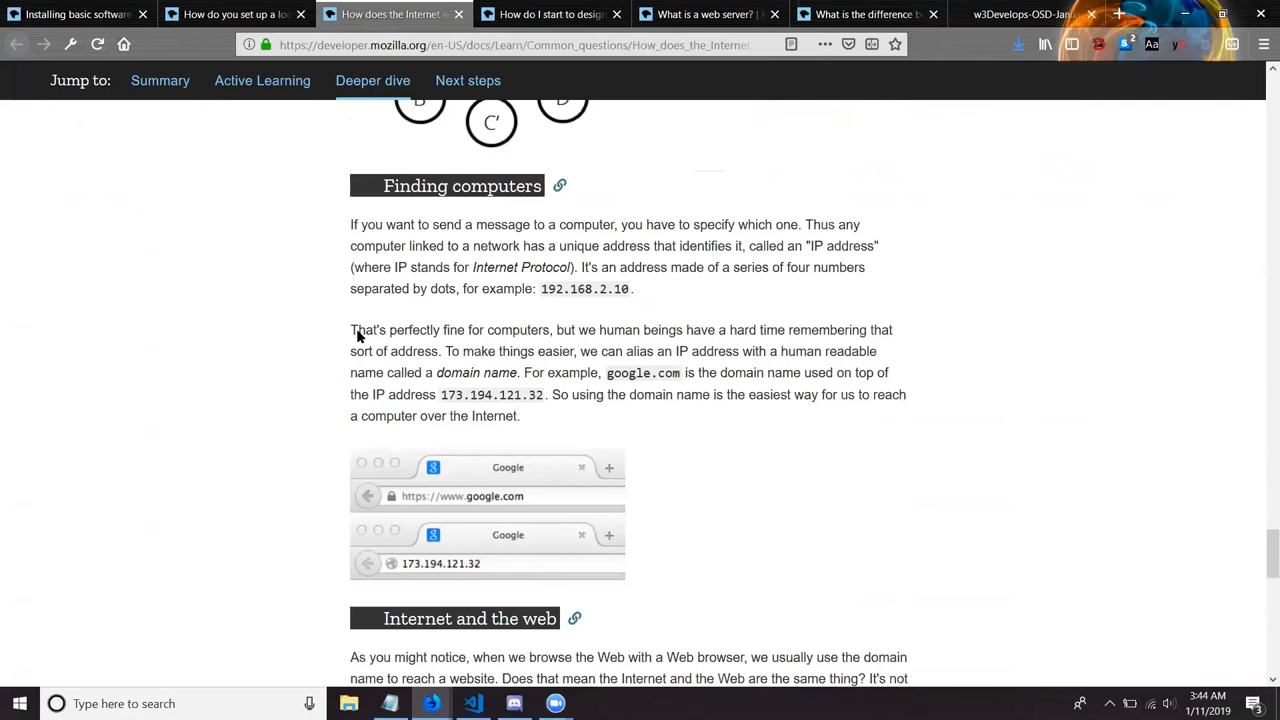 Installing basic softwar
How do you set up a loc
How does the Internet
How do I start to desig
What is a web server? |
What is the difference b
w3Develops-OSD-Janu
https://developer.mozilla.org/en-US/docs/Learn/Common_questions/How_does_the_Internet
2
Aa
Jump to: Summary Active Learning Deeper dive Next steps
B
D
C'
Finding computers
If you want to send a message to a computer, you have to specify which one. Thus any
computer linked to a network has a unique address that identifies it, called an "IP address"
(where IP stands for Internet Protocol). It's an address made of a series of four numbers
separated by dots, for example: 192.168.2.10.
That's perfectly fine for computers, but we human beings have a hard time remembering that
sort of address. To make things easier, we can alias an IP address with a human readable
name called a domain name. For example, google.com is the domain name used on top of
the IP address 173.194.121.32. So using the domain name is the easiest way for us to reach
a computer over the Internet.
Google
https://www.google.com
Google
173.194.121.32
Internet and the web
As you might notice, when we browse the Web with a Web browser, we usually use the domain
name to reach a website. Does that mean the Internet and the Web are the same thing? It's not
Type here to search
3:44 AM
1/11/2019
3